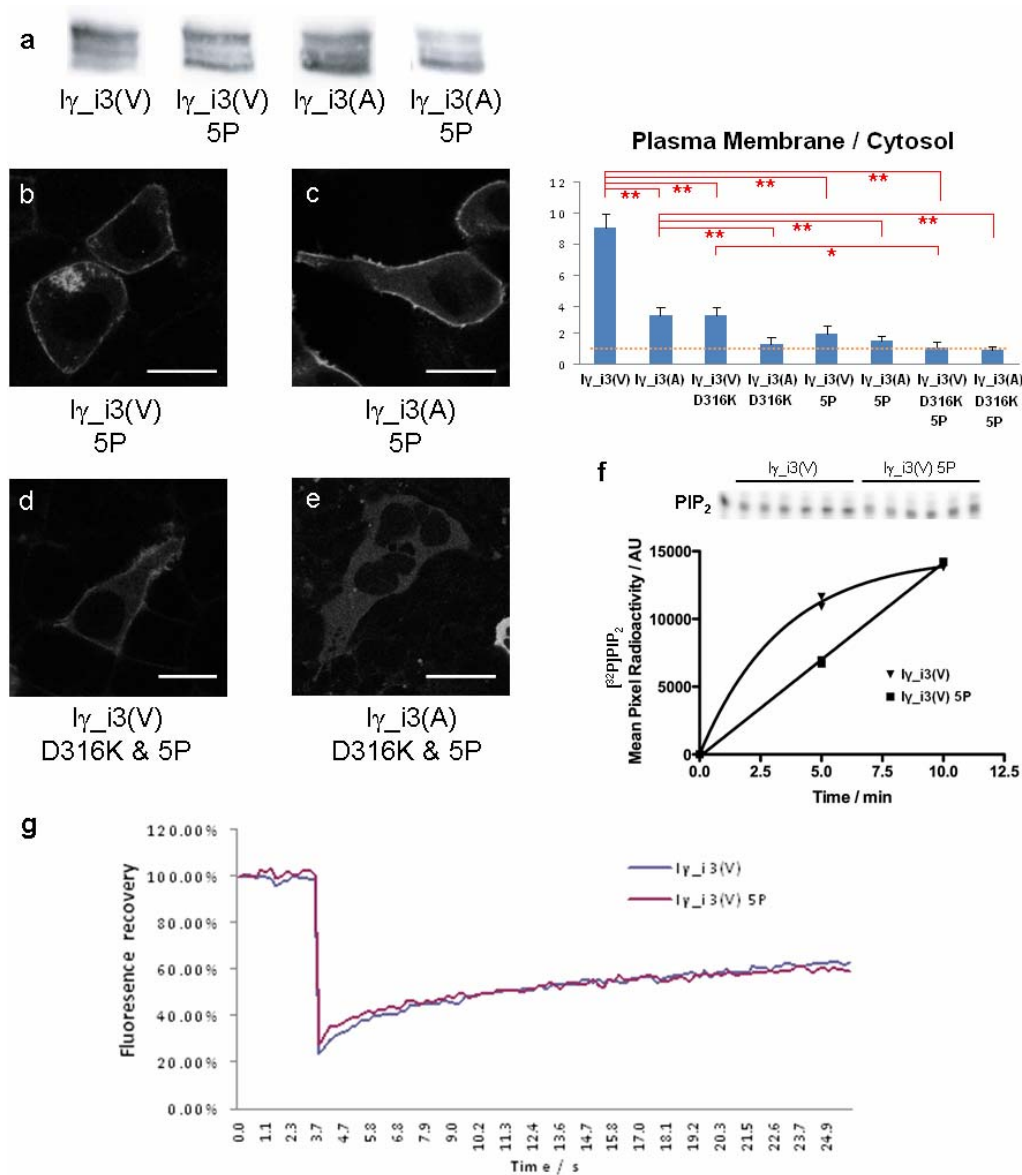 a
Iγ_i3(V)
Iγ_i3(V)
5P
Iγ_i3(A)
Iγ_i3(A)
5P
b
Iγ_i3(V)
5P
c
Iγ_i3(A)
5P
Plasma Membrane / Cytosol
12
10
8
6
4
2
0
**
**
**
**
**
**
**
*
Iγ_i3(V)
Iγ_i3(A)
Iγ_i3(V)
D316K
Iγ_i3(A)
D316K
Iγ_i3(V)
5P
Iγ_i3(A)
5P
Iγ_i3(V)
D316K
5P
Iγ_i3(A)
D316K
5P
d
Iγ_i3(V)
D316K & 5P
e
Iγ_i3(A)
D316K & 5P
f
Iγ_i3(V)
Iγ_i3(V) 5P
PIP2
[32P]PIP2
Mean Pixel Radioactivity / AU
15000
10000
5000
0
0.0
2.5
5.0
7.5
10.0
12.5
Time / min
Iγ_i3(V)
Iγ_i3(V) 5P
g
Fluoresence recovery
120.00%
100.00%
80.00%
60.00%
40.00%
20.00%
0.00%
Iγ_i3(V)
Iγ_i3(V) 5P
0.0
1.1
2.3
3.7
4.7
5.8
6.8
7.9
9.0
10.2
11.3
12.4
13.6
14.7
15.8
17.0
18.1
19.2
20.3
21.5
22.6
23.7
24.9
Time / s